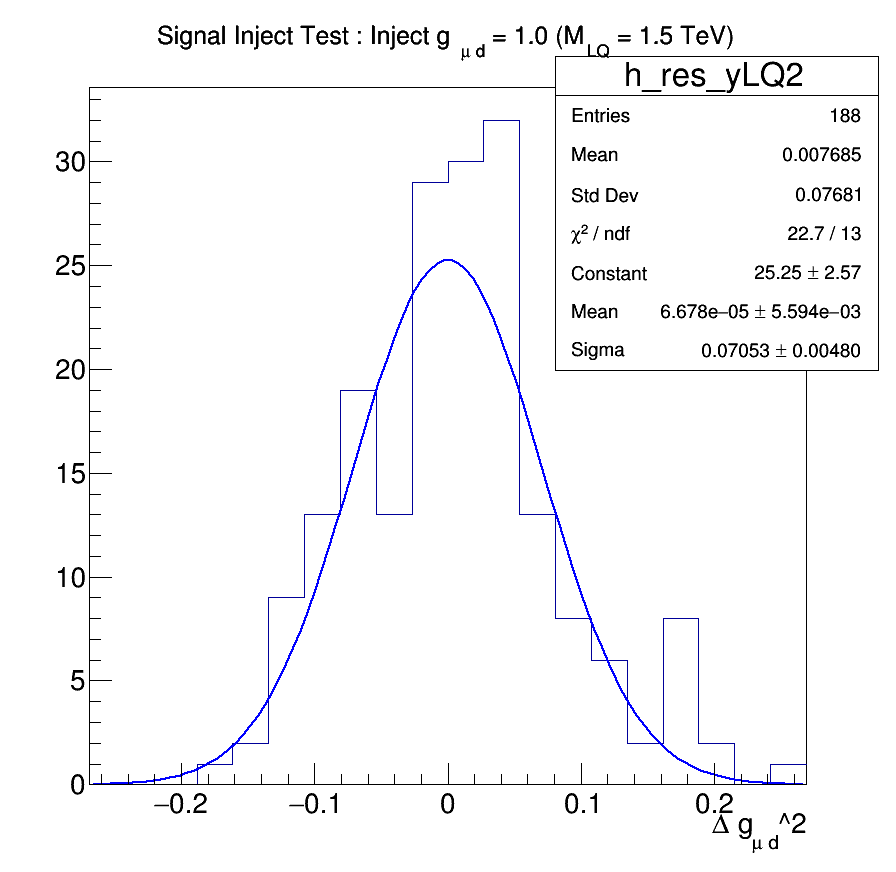 Signal Inject Test : Inject g μ d = 1.0 (M LQ = 1.5 TeV)
h_res_yLQ2
Entries 188
Mean 0.007685
Std Dev 0.07681
χ² / ndf 22.7 / 13
Constant 25.25 ± 2.57
Mean 6.678e−05 ± 5.594e−03
Sigma 0.07053 ± 0.00480
30
25
20
15
10
5
0
−0.2 −0.1 0 0.1 0.2
Δ g μ d ^2